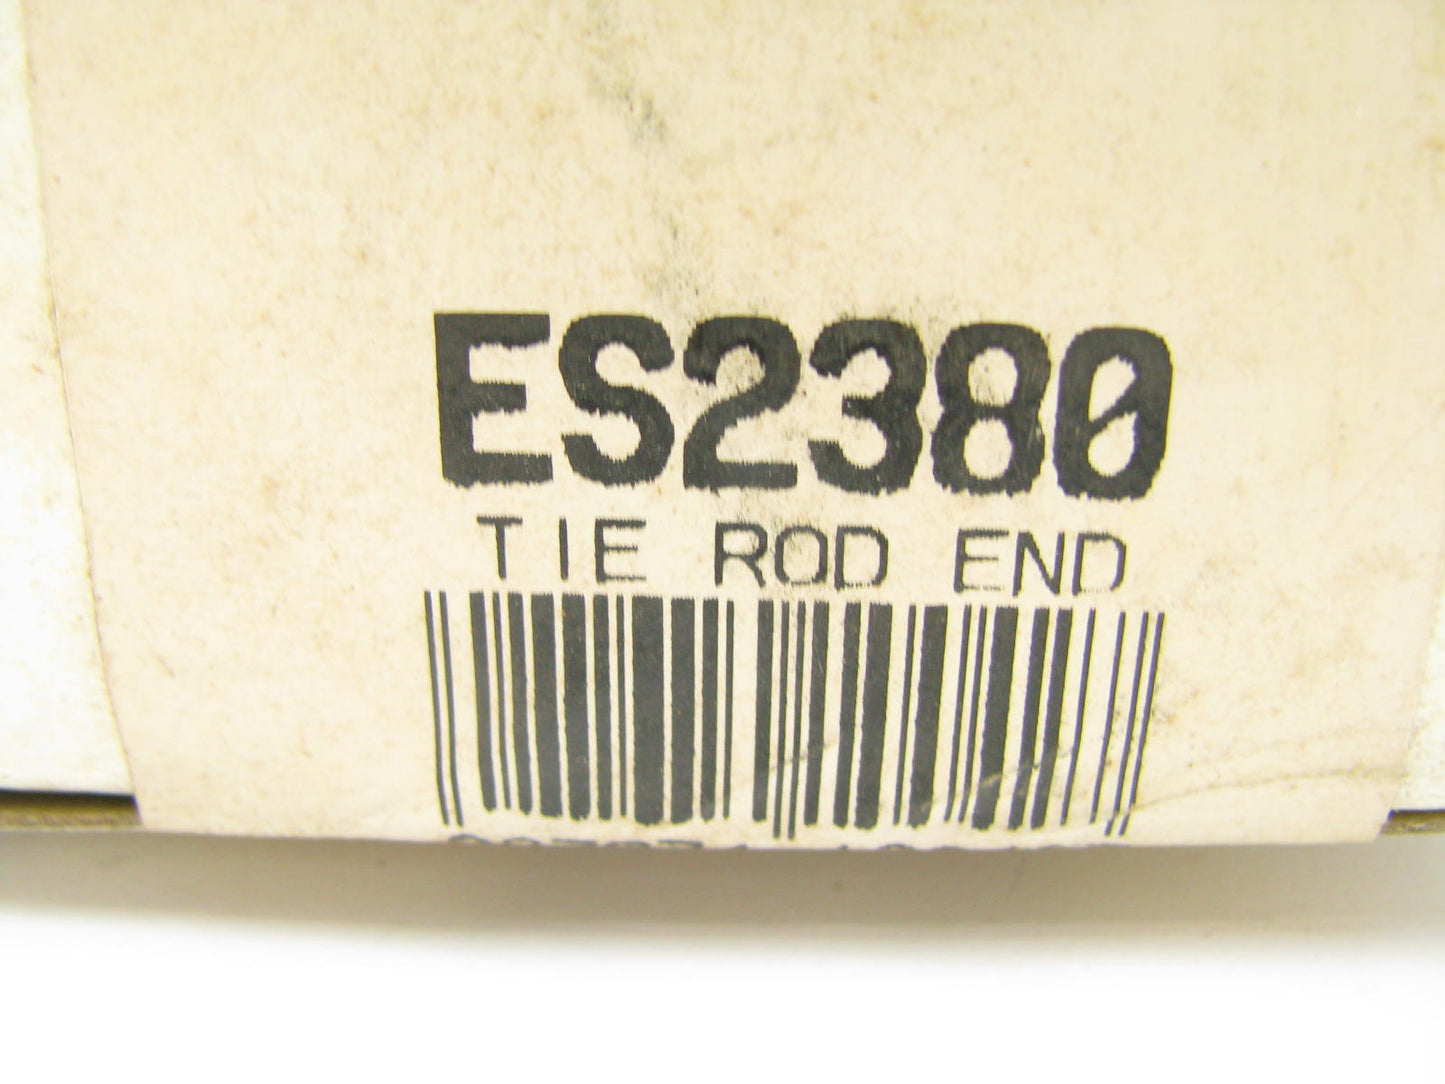 ES2380
TIE ROD END